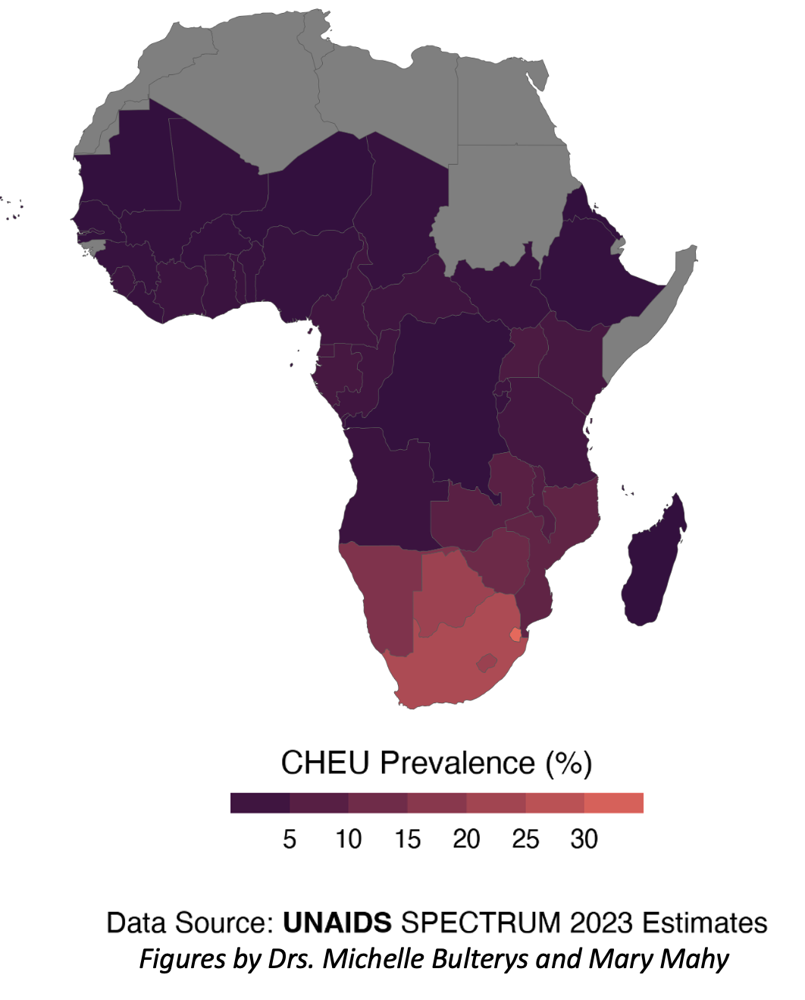 CHEU Prevalence (%)
5 10 15 20 25 30
Data Source: UNAIDS SPECTRUM 2023 Estimates
Figures by Drs. Michelle Bulterys and Mary Mahy